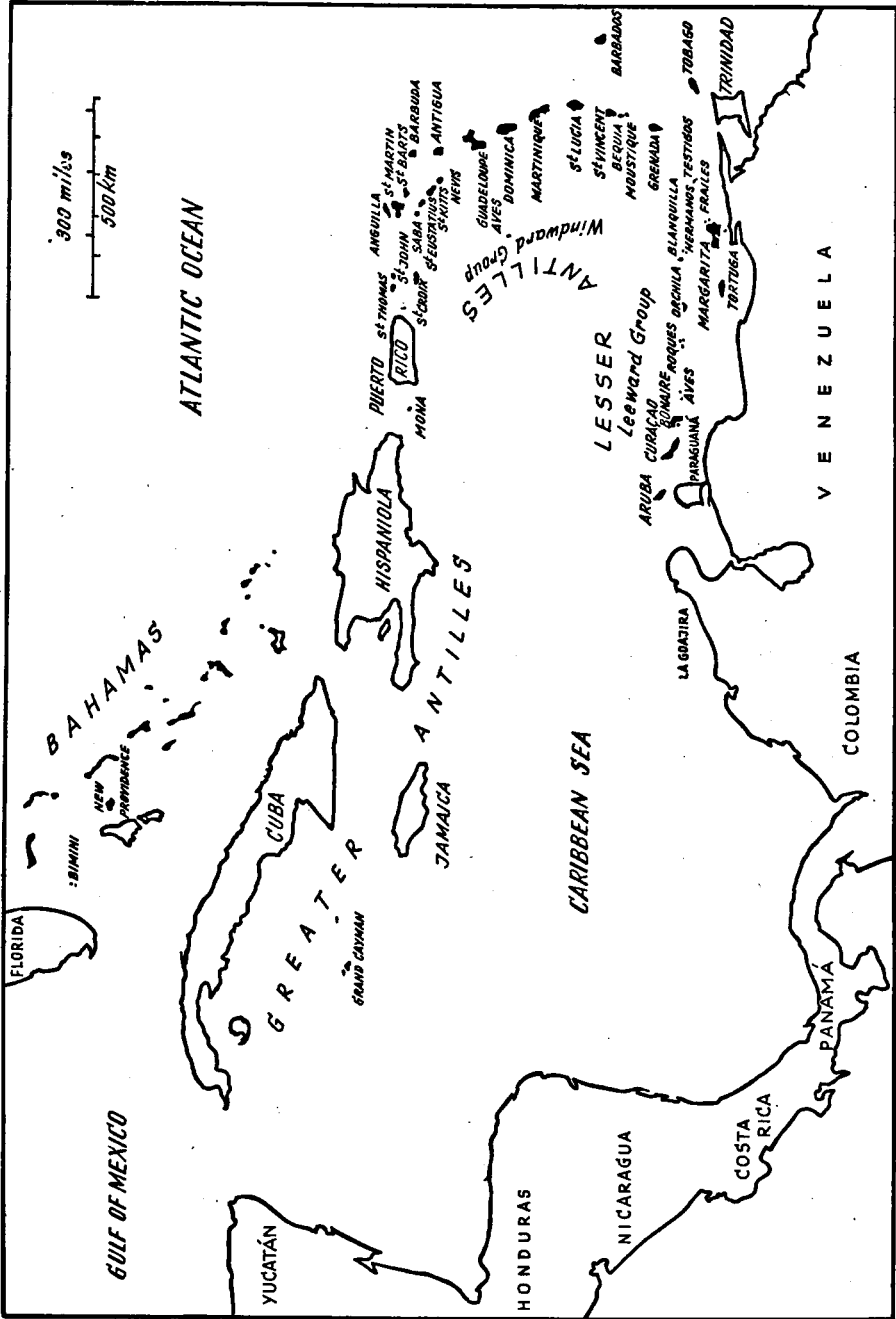 300 miles
500 km
ATLANTIC OCEAN
GULF OF MEXICO
FLORIDA
:BIMINI
NEW
PROVIDENCE
BAHAMAS
YUCATÁN
CUBA
GREATER
ANTILLES
GRAND CAYMAN
JAMAICA
HISPANIOLA
MONA
PUERTO
RICO
St THOMAS
St JOHN
St CROIX
ANGUILLA
St MARTIN
St BARTS
SABA
St EUSTATIUS
St KITTS
NEVIS
BARBUDA
ANTIGUA
GUADELOUPE
AVES
DOMINICA
MARTINIQUE
St LUCIA
St VINCENT
BEQUIA
MOUSTIQUE
GRENADA
BARBADOS
TOBAGO
TRINIDAD
LESSER
ANTILLES
Windward Group
Leeward Group
ARUBA
CURAÇAO
BONAIRE
AVES
ROQUES
ORCHILA
BLANQUILLA
HERMANOS
TESTIGOS
FRAILES
MARGARITA
TORTUGA
PARAGUANÁ
CARIBBEAN SEA
HONDURAS
NICARAGUA
COSTA
RICA
PANAMÁ
COLOMBIA
LA GOAJIRA
VENEZUELA